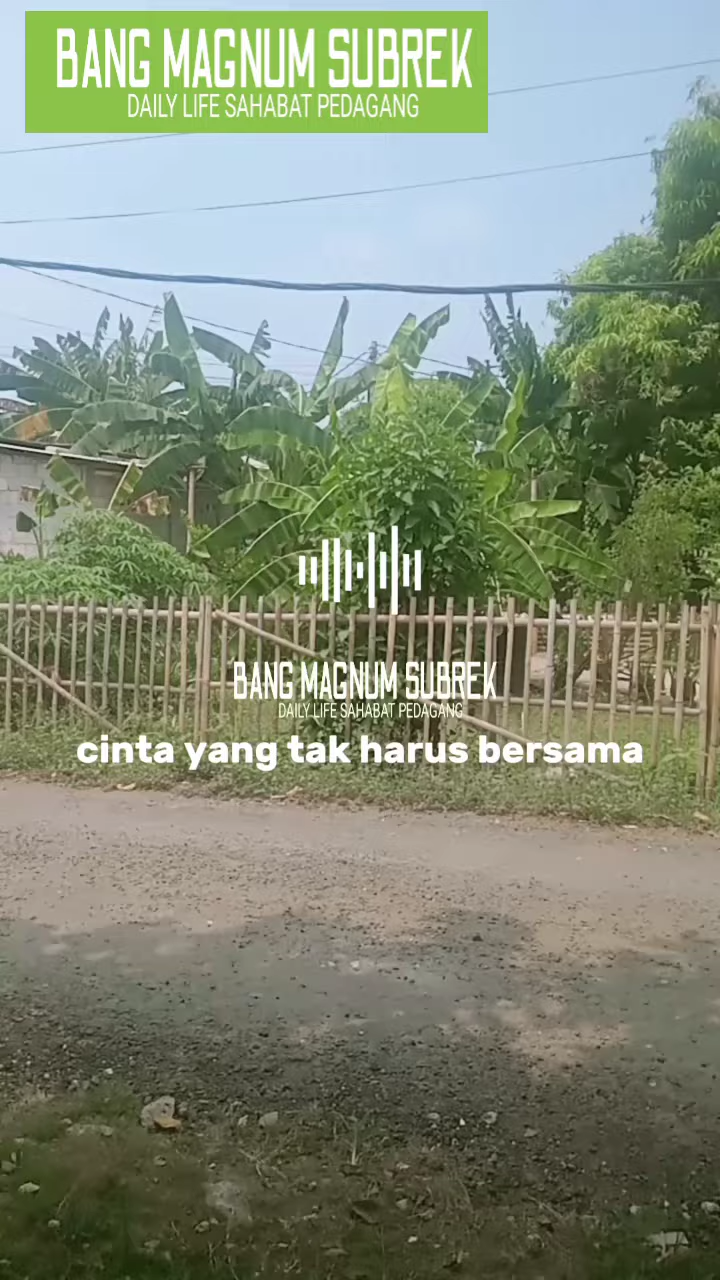 BANG MAGNUM SUBREK
DAILY LIFE SAHABAT PEDAGANG
BANG MAGNUM SUBREK
DAILY LIFE SAHABAT PEDAGANG
cinta yang tak harus bersama